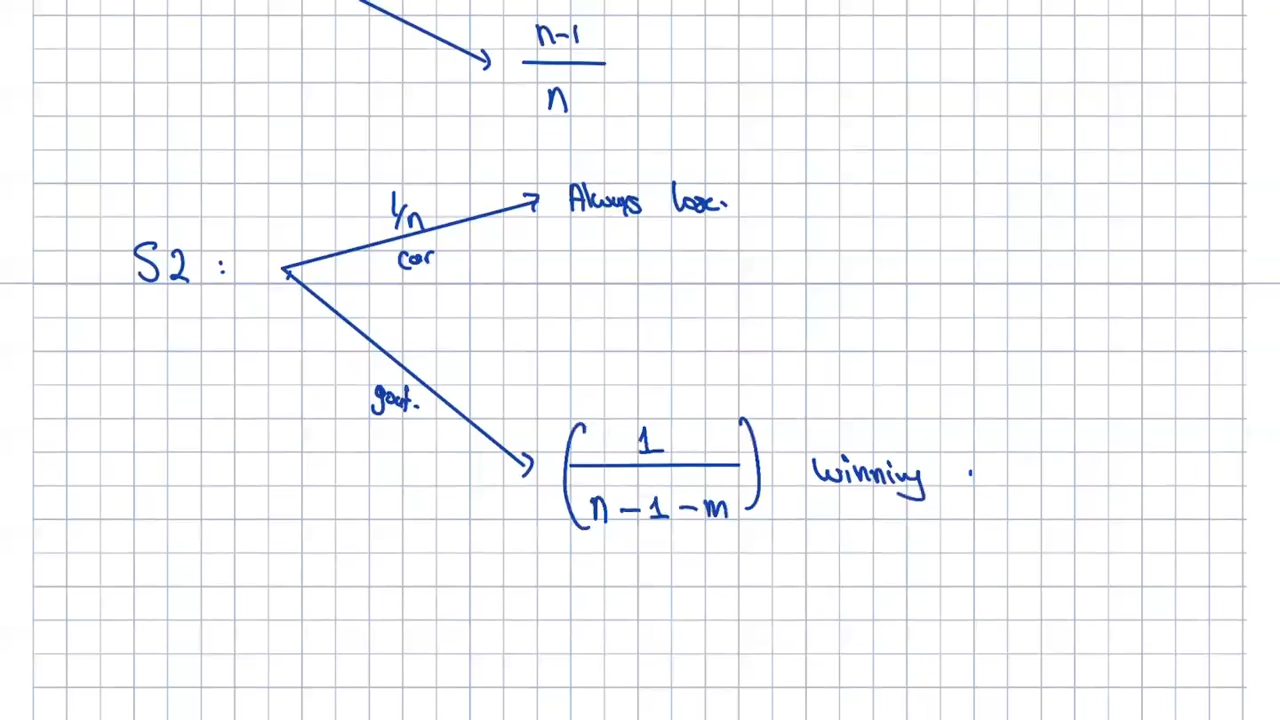 n-1
n
1/n
Always lose.
S2 :
car
goat.
( 1 / n - 1 - m ) winning .